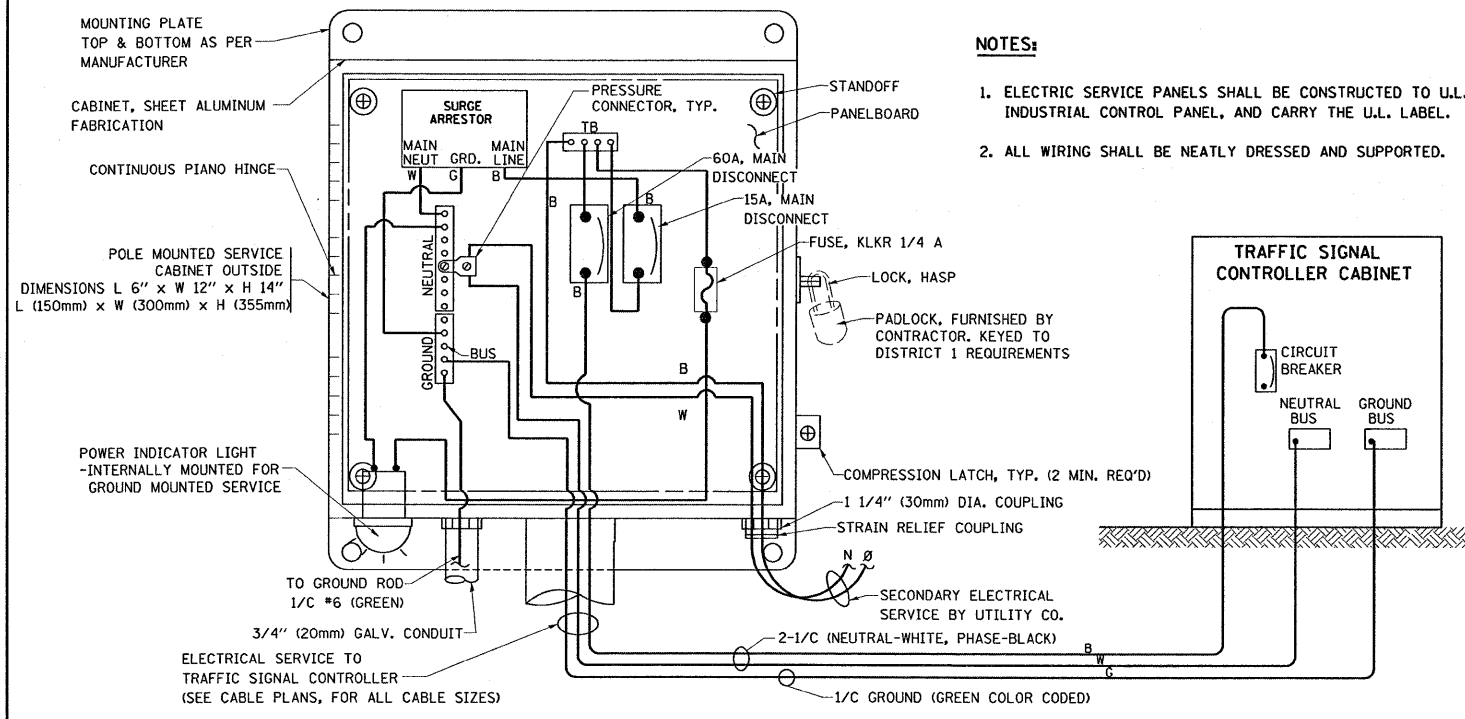 MOUNTING PLATE
TOP & BOTTOM AS PER
MANUFACTURER
CABINET, SHEET ALUMINUM
FABRICATION
CONTINUOUS PIANO HINGE
POLE MOUNTED SERVICE
CABINET OUTSIDE
DIMENSIONS L 6" x W 12" x H 14"
L (150mm) x W (300mm) x H (355mm)
POWER INDICATOR LIGHT
-INTERNALLY MOUNTED FOR
GROUND MOUNTED SERVICE
TO GROUND ROD
1/C #6 (GREEN)
3/4" (20mm) GALV. CONDUIT
ELECTRICAL SERVICE TO
TRAFFIC SIGNAL CONTROLLER
(SEE CABLE PLANS, FOR ALL CABLE SIZES)
SURGE
ARRESTOR
MAIN
NEUT
GRD.
MAIN
LINE
W
G
B
NEUTRAL
GROUND
BUS
PRESSURE
CONNECTOR, TYP.
TB
B
B
B
B
W
STANDOFF
PANELBOARD
60A, MAIN
DISCONNECT
15A, MAIN
DISCONNECT
FUSE, KLKR 1/4 A
LOCK, HASP
PADLOCK, FURNISHED BY
CONTRACTOR. KEYED TO
DISTRICT 1 REQUIREMENTS
COMPRESSION LATCH, TYP. (2 MIN. REQ'D)
1 1/4" (30mm) DIA. COUPLING
STRAIN RELIEF COUPLING
N Ø
SECONDARY ELECTRICAL
SERVICE BY UTILITY CO.
2-1/C (NEUTRAL-WHITE, PHASE-BLACK)
B
W
G
1/C GROUND (GREEN COLOR CODED)
NOTES:
1. ELECTRIC SERVICE PANELS SHALL BE CONSTRUCTED TO U.L.
INDUSTRIAL CONTROL PANEL, AND CARRY THE U.L. LABEL.
2. ALL WIRING SHALL BE NEATLY DRESSED AND SUPPORTED.
TRAFFIC SIGNAL
CONTROLLER CABINET
CIRCUIT
BREAKER
NEUTRAL
BUS
GROUND
BUS